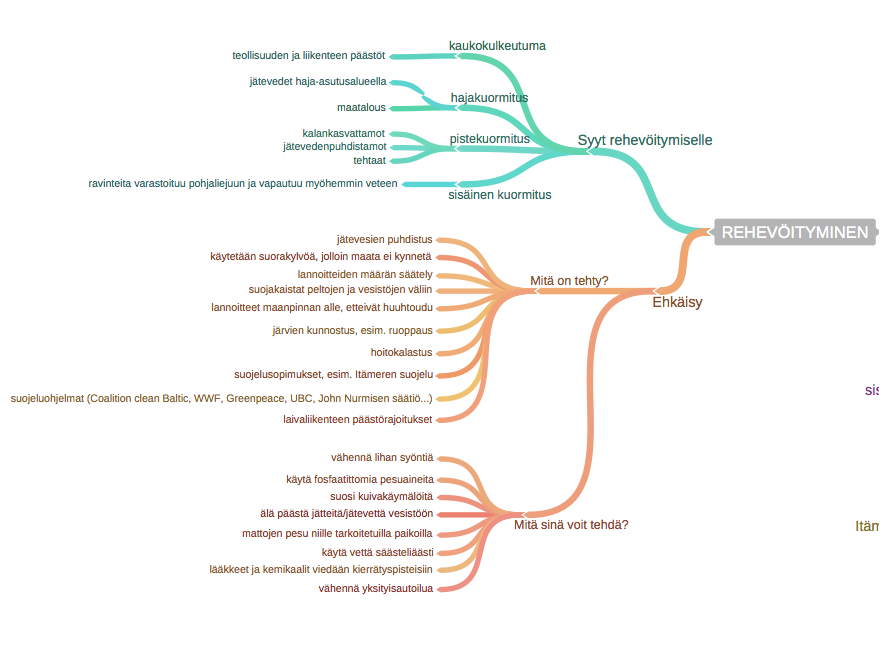 kaukokulkeutuma
teollisuuden ja liikenteen päästöt
jätevedet haja-asutusalueella
hajakuormitus
maatalous
kalankasvattamot
pistekuormitus
jätevedenpuhdistamot
tehtaat
Syyt rehevöitymiselle
ravinteita varastoituu pohjaliejuun ja vapautuu myöhemmin veteen
sisäinen kuormitus
REHEVÖITYMINEN
jätevesien puhdistus
käytetään suorakylvöä, jolloin maata ei kynnetä
lannoitteiden määrän säätely
Mitä on tehty?
suojakaistat peltojen ja vesistöjen väliin
Ehkäisy
lannoitteet maanpinnan alle, etteivät huuhtoudu
järvien kunnostus, esim. ruoppaus
hoitokalastus
suojelusopimukset, esim. Itämeren suojelu
sis
suojeluohjelmat (Coalition clean Baltic, WWF, Greenpeace, UBC, John Nurmisen säätiö...)
laivaliikenteen päästörajoitukset
vähennä lihan syöntiä
käytä fosfaatittomia pesuaineita
suosi kuivakäymälöitä
älä päästä jätteitä/jätevettä vesistöön
Mitä sinä voit tehdä?
Itäm
mattojen pesu niille tarkoitetuilla paikoilla
käytä vettä säästeliäästi
lääkkeet ja kemikaalit viedään kierrätyspisteisiin
vähennä yksityisautoilua